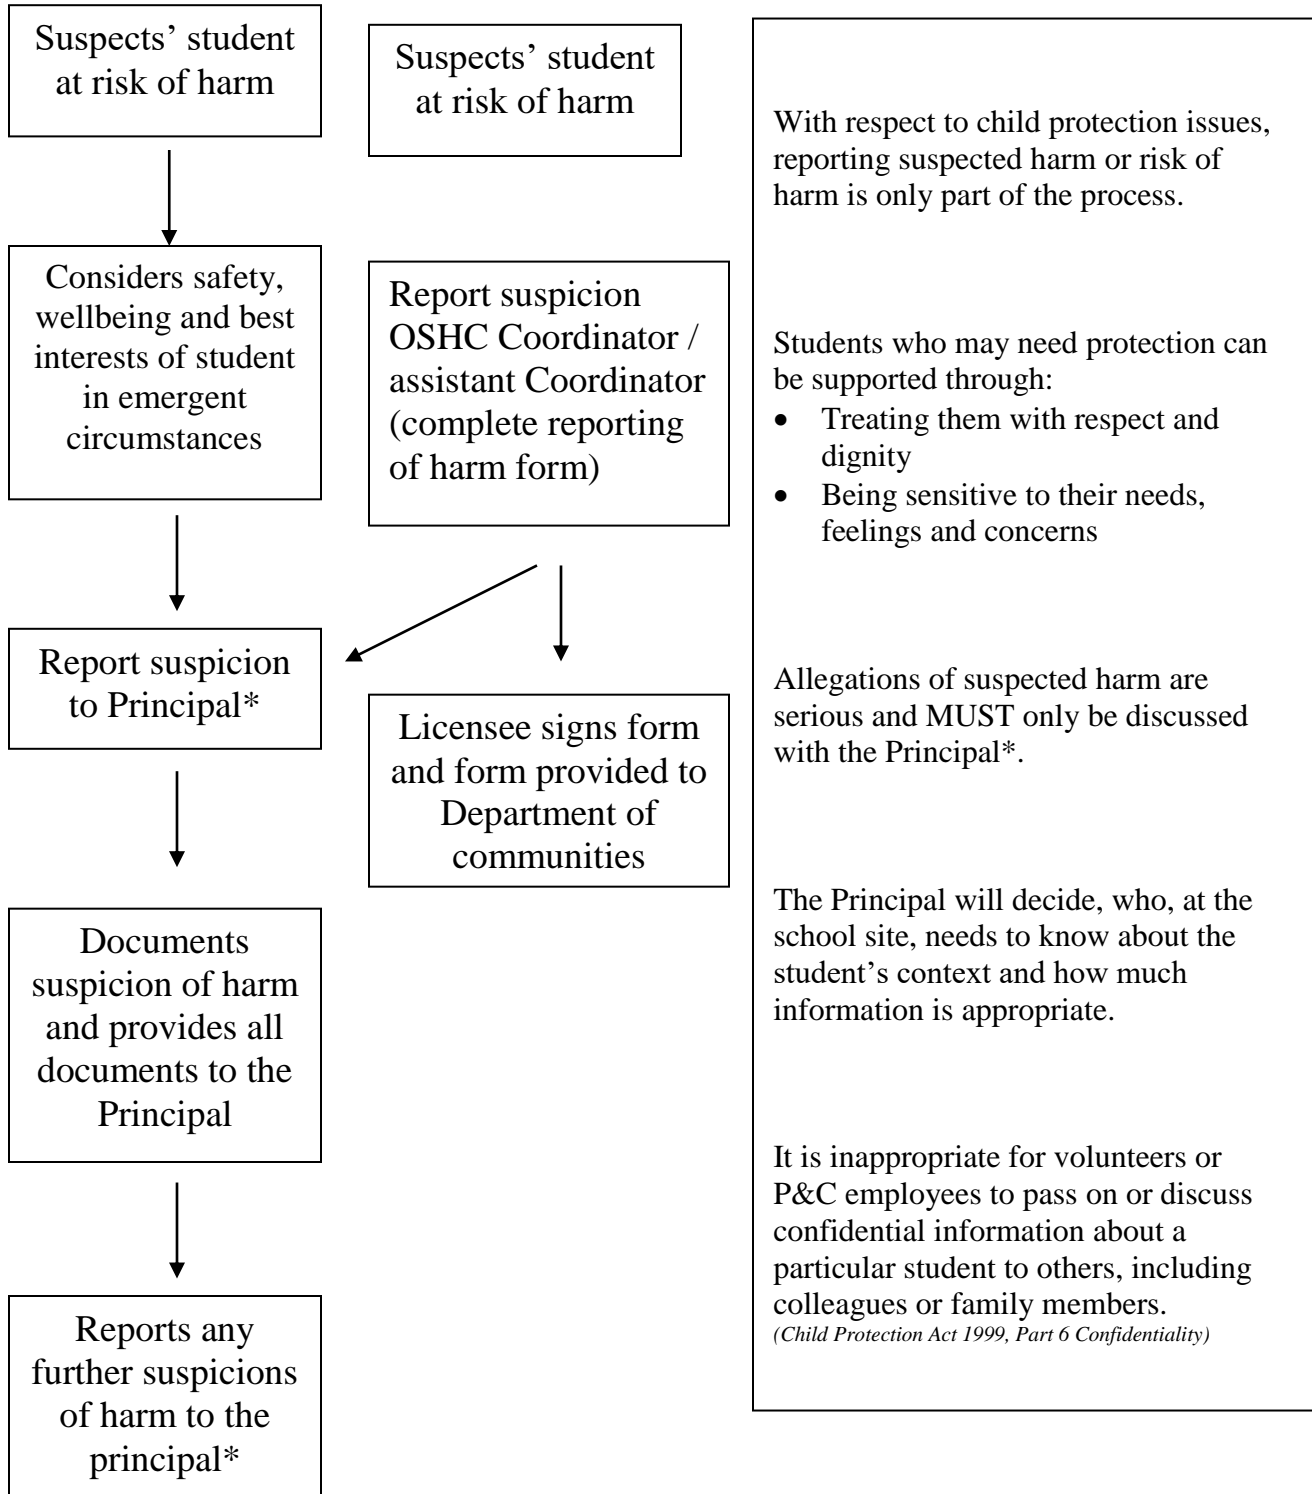 Suspects’ student
at risk of harm
Considers safety,
wellbeing and best
interests of student
in emergent
circumstances
Report suspicion
to Principal*
Documents
suspicion of harm
and provides all
documents to the
Principal
Reports any
further suspicions
of harm to the
principal*
Suspects’ student
at risk of harm
Report suspicion
OSHC Coordinator /
assistant Coordinator
(complete reporting
of harm form)
Licensee signs form
and form provided to
Department of
communities
With respect to child protection issues,
reporting suspected harm or risk of
harm is only part of the process.
Students who may need protection can
be supported through:
• Treating them with respect and
dignity
• Being sensitive to their needs,
feelings and concerns
Allegations of suspected harm are
serious and MUST only be discussed
with the Principal*.
The Principal will decide, who, at the
school site, needs to know about the
student’s context and how much
information is appropriate.
It is inappropriate for volunteers or
P&C employees to pass on or discuss
confidential information about a
particular student to others, including
colleagues or family members.
(Child Protection Act 1999, Part 6 Confidentiality)